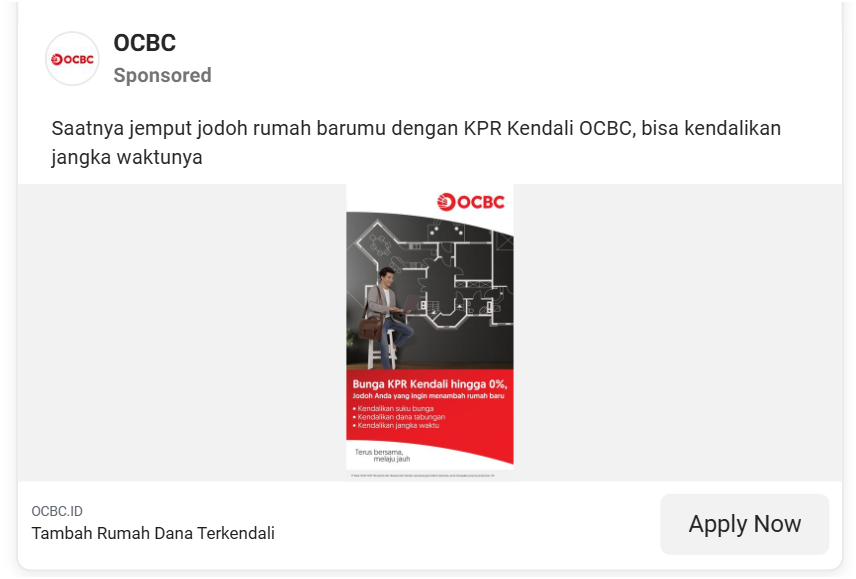 OCBC
OCBC
Sponsored
Saatnya jemput jodoh rumah barumu dengan KPR Kendali OCBC, bisa kendalikan
jangka waktunya
OCBC
Bunga KPR Kendali hingga 0%,
Jodoh Anda yang ingin menambah rumah baru
• Kendalikan suku bunga
• Kendalikan dana tabungan
• Kendalikan jangka waktu
Terus bersama,
melaju jauh
OCBC.ID
Tambah Rumah Dana Terkendali
Apply Now